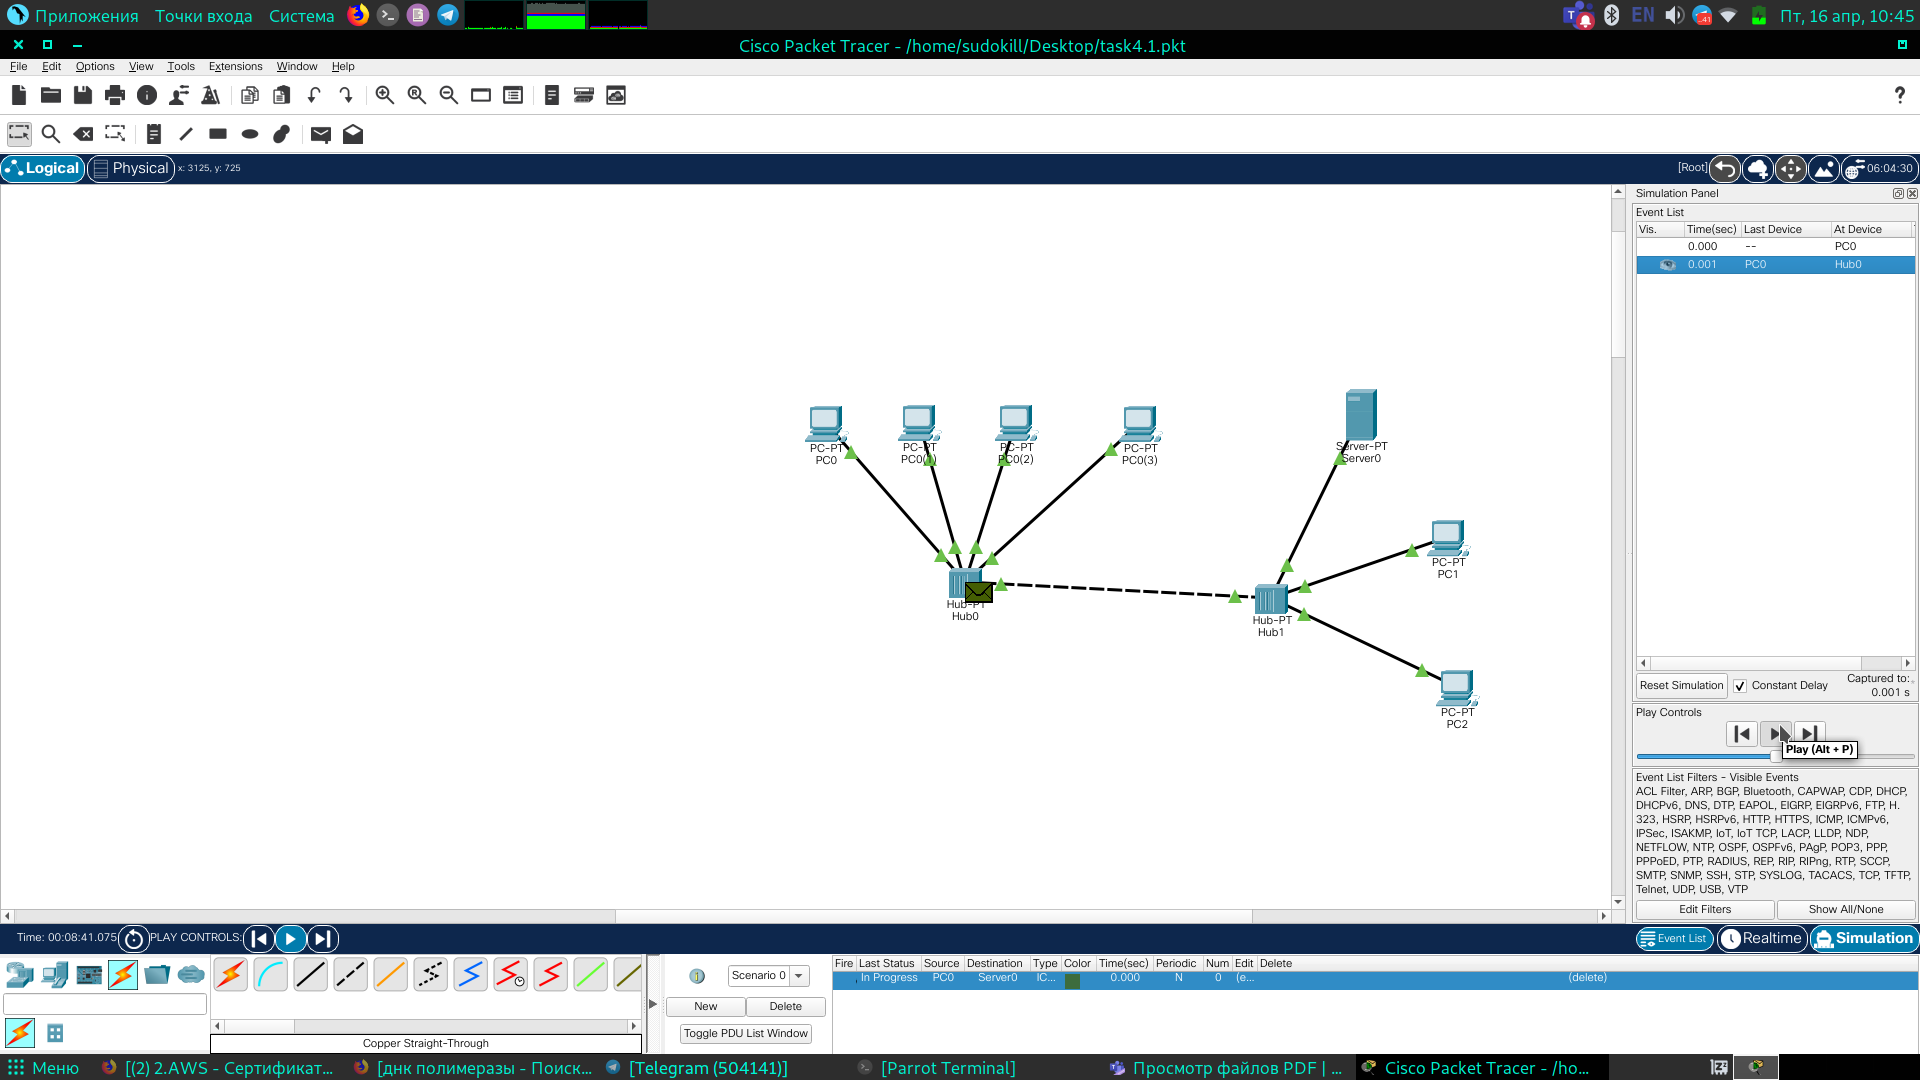 Приложения Точки входа Система EN Пт, 16 апр, 10:45
Cisco Packet Tracer - /home/sudokill/Desktop/task4.1.pkt
File Edit Options View Tools Extensions Window Help
?
Logical Physical x: 3125, y: 725 [Root] 06:04:30
Simulation Panel
Event List
Vis. Time(sec) Last Device At Device
0.000 -- PC0
0.001 PC0 Hub0
PC-PT
PC0
PC-PT
PC0(1)
PC-PT
PC0(2)
PC-PT
PC0(3)
Server-PT
Server0
PC-PT
PC1
Hub-PT
Hub0
Hub-PT
Hub1
PC-PT
PC2
Reset Simulation Constant Delay Captured to:
0.001 s
Play Controls
Play (Alt + P)
Event List Filters - Visible Events
ACL Filter, ARP, BGP, Bluetooth, CAPWAP, CDP, DHCP,
DHCPv6, DNS, DTP, EAPOL, EIGRP, EIGRPv6, FTP, H.
323, HSRP, HSRPv6, HTTP, HTTPS, ICMP, ICMPv6,
IPSec, ISAKMP, IoT, IoT TCP, LACP, LLDP, NDP,
NETFLOW, NTP, OSPF, OSPFv6, PAgP, POP3, PPP,
PPPoED, PTP, RADIUS, REP, RIP, RIPng, RTP, SCCP,
SMTP, SNMP, SSH, STP, SYSLOG, TACACS, TCP, TFTP,
Telnet, UDP, USB, VTP
Edit Filters Show All/None
Time: 00:08:41.075 PLAY CONTROLS: Event List Realtime Simulation
Scenario 0
New Delete
Toggle PDU List Window
Fire Last Status Source Destination Type Color Time(sec) Periodic Num Edit Delete
In Progress PC0 Server0 IC... 0.000 N 0 (e... (delete)
Copper Straight-Through
Меню [(2) 2.AWS - Сертификат... [днк полимеразы - Поиск... [Telegram (504141)] [Parrot Terminal] Просмотр файлов PDF | ... Cisco Packet Tracer - /ho...